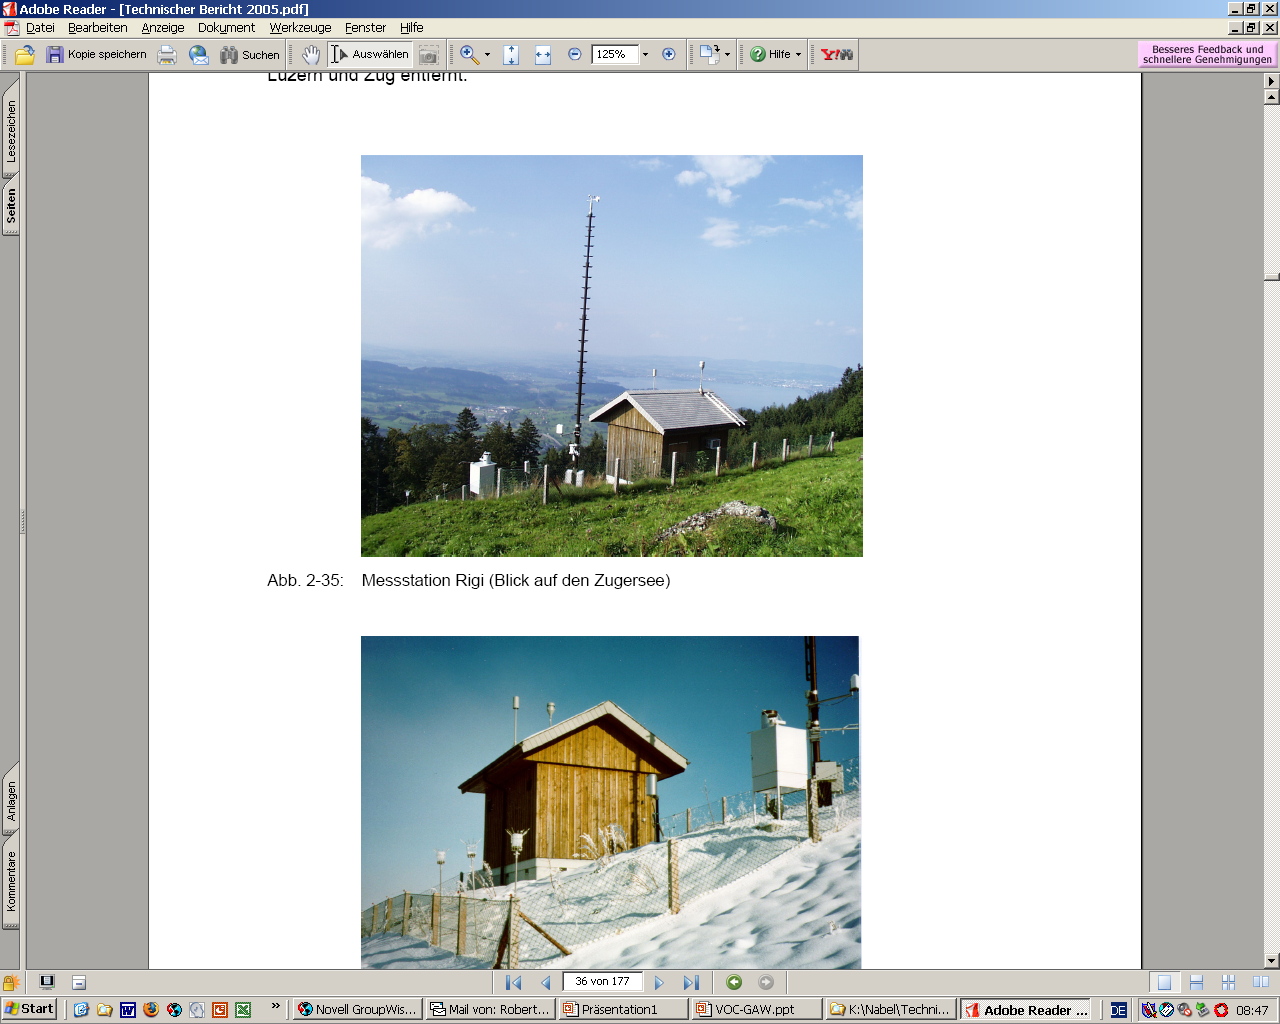 Adobe Reader - [Technischer Bericht 2005.pdf]
Datei Bearbeiten Anzeige Dokument Werkzeuge Fenster Hilfe
Kopie speichern Suchen Auswählen 125% Hilfe Y!
Besseres Feedback und
schnellere Genehmigungen
Lesezeichen
Seiten
Anlagen
Kommentare
Luzern und Zug entfernt.
Abb. 2-35: Messstation Rigi (Blick auf den Zugersee)
36 von 177
Start
W
»
Novell GroupWis...
Mail von: Robert...
Präsentation1
VOC-GAW.ppt
K:\Nabel\Techni...
Adobe Reader ...
DE
08:47